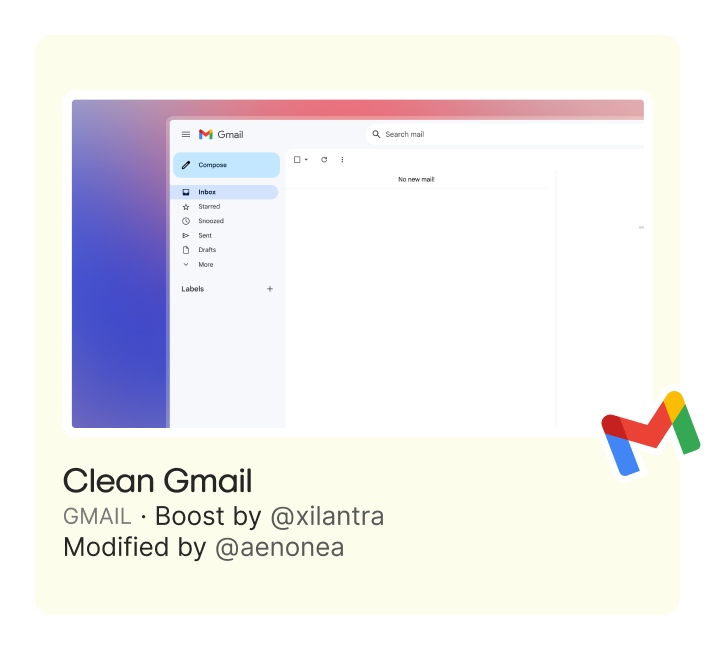 Gmail
Search mail
Compose
No new mail!
Inbox
Starred
Snoozed
Sent
Drafts
More
Labels
Clean Gmail
GMAIL · Boost by @xilantra
Modified by @aenonea